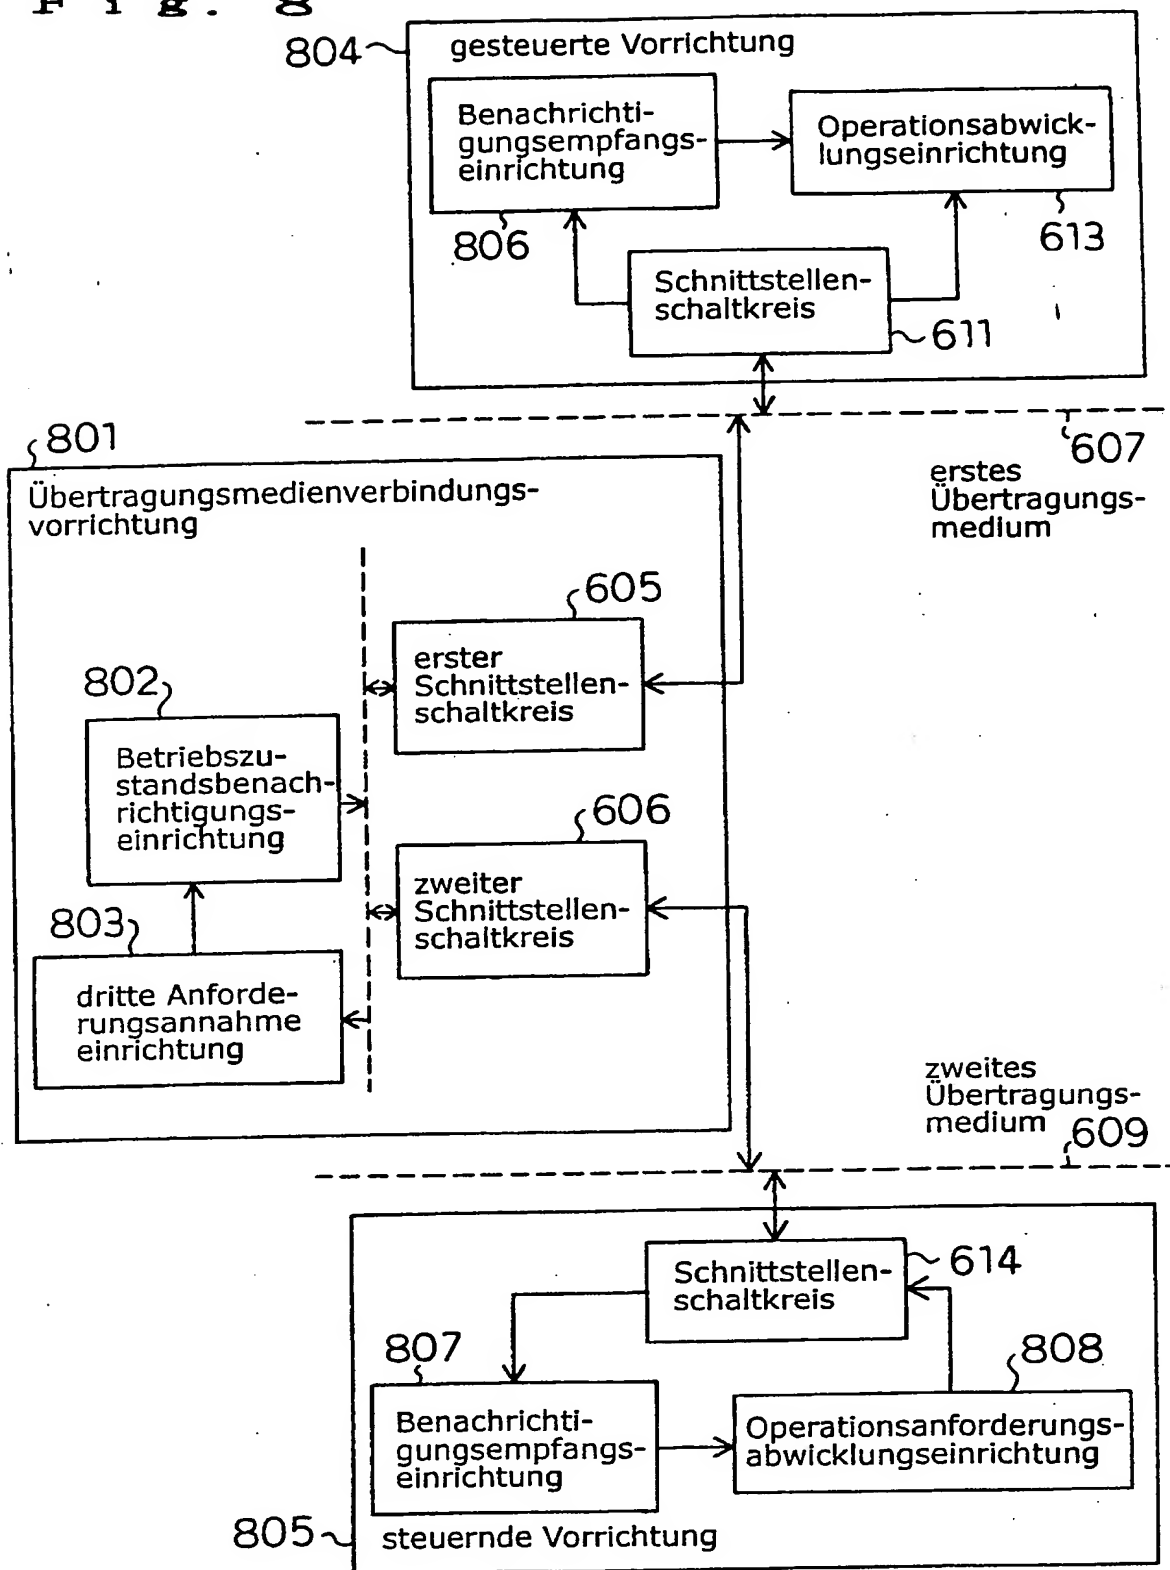 Fig. 8
804
gesteuerte Vorrichtung
Benachrichti-
gungsempfangs-
einrichtung
Operationsabwick-
lungseinrichtung
806
613
Schnittstellen-
schaltkreis
611
801
607
erstes
Übertragungs-
medium
Übertragungsmedienverbindungs-
vorrichtung
605
erster
Schnittstellen-
schaltkreis
802
Betriebszu-
standsbenach-
richtigungs-
einrichtung
606
zweiter
Schnittstellen-
schaltkreis
803
dritte Anforde-
rungsannahme
einrichtung
zweites
Übertragungs-
medium
609
Schnittstellen-
schaltkreis
614
807
808
Benachrichti-
gungsempfangs-
einrichtung
Operationsanforderungs-
abwicklungseinrichtung
805
steuernde Vorrichtung